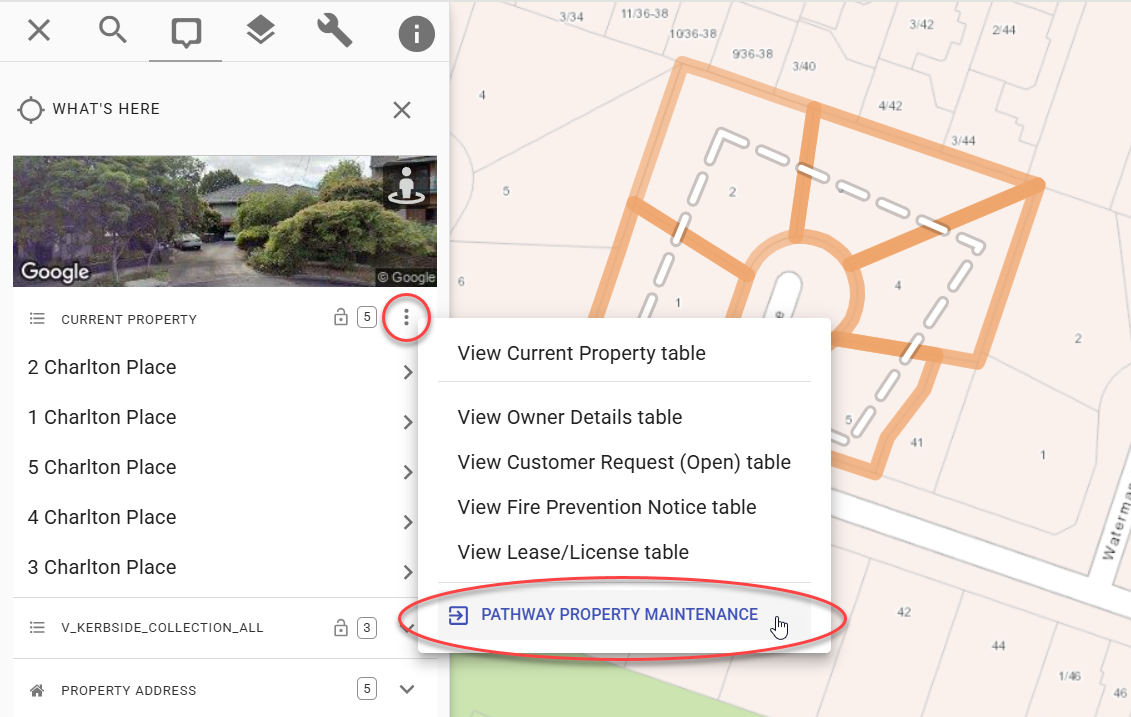 WHAT'S HERE
Google
© Google
CURRENT PROPERTY
5
2 Charlton Place
1 Charlton Place
5 Charlton Place
4 Charlton Place
3 Charlton Place
V_KERBSIDE_COLLECTION_ALL
3
PROPERTY ADDRESS
5
View Current Property table
View Owner Details table
View Customer Request (Open) table
View Fire Prevention Notice table
View Lease/License table
PATHWAY PROPERTY MAINTENANCE
3/34
11/36-38
10/36-38
9/36-38
3/40
3/42
2/44
4
4/42
3/44
5
2
6
1
4
e
2
5
41
1
Waterma
42
44
1/46
46